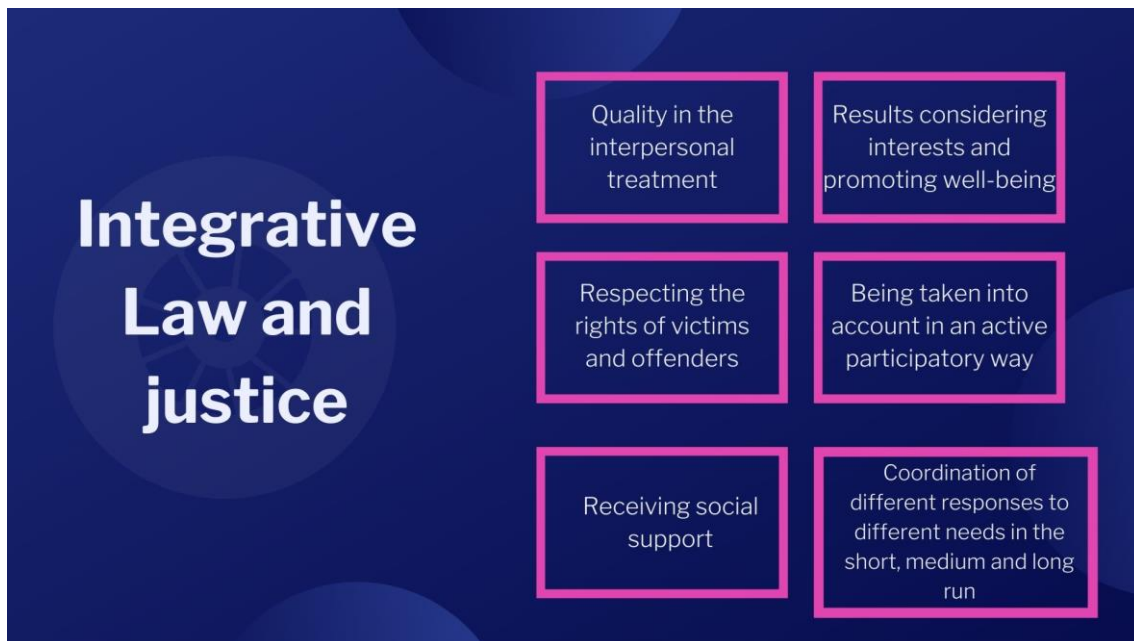 Integrative
Law and
justice
Quality in the
interpersonal
treatment
Results considering
interests and
promoting well-being
Respecting the
rights of victims
and offenders
Being taken into
account in an active
participatory way
Receiving social
support
Coordination of
different responses to
different needs in the
short, medium and long
run